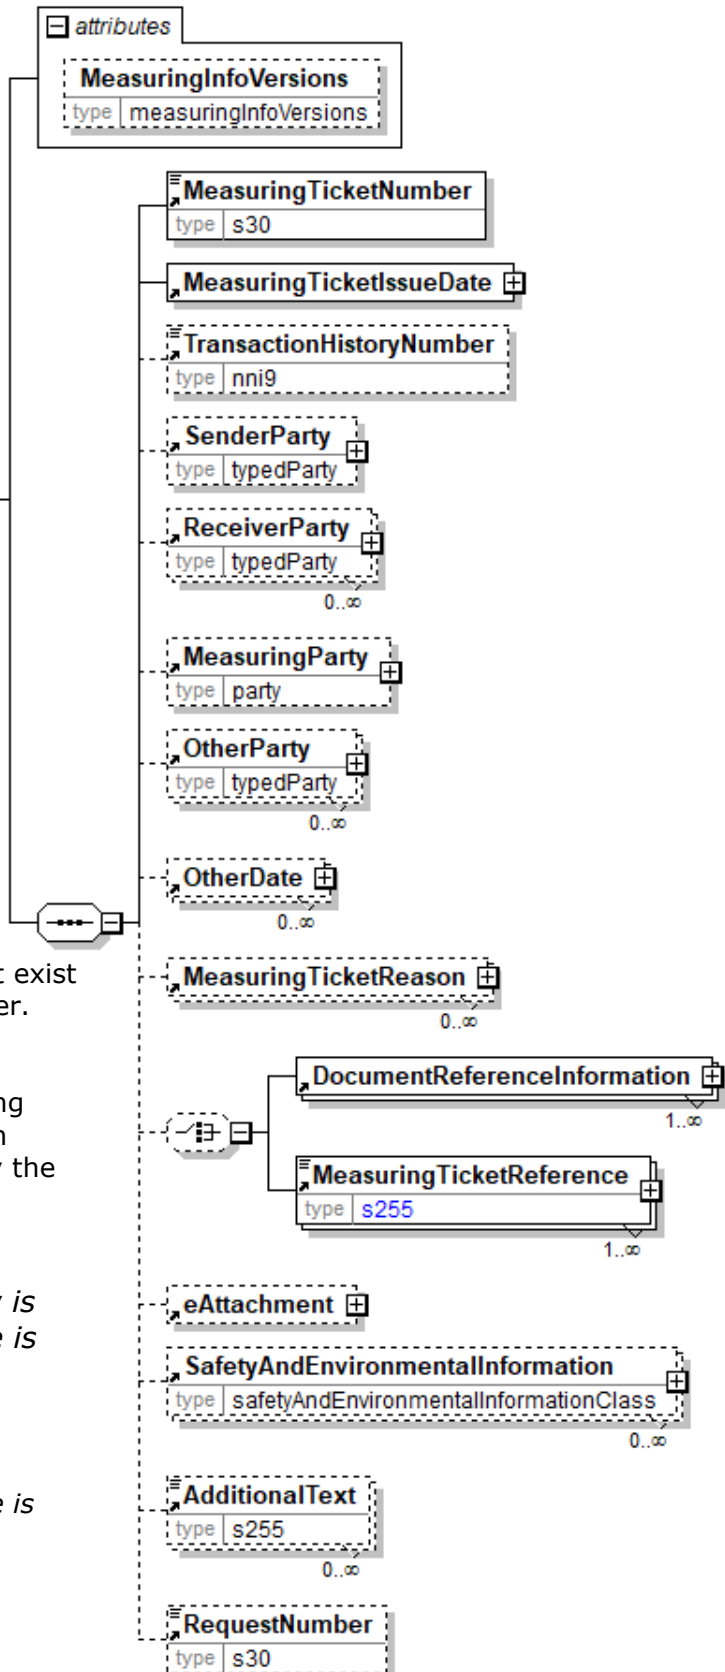 attributes
MeasuringInfoVersions
type measuringInfoVersions
MeasuringTicketNumber
type s30
MeasuringTicketIssueDate
TransactionHistoryNumber
type nni9
SenderParty
type typedParty
ReceiverParty
type typedParty
0..∞
MeasuringParty
type party
OtherParty
type typedParty
0..∞
OtherDate
0..∞
t exist
er.
MeasuringTicketReason
0..∞
ng
n
y the
DocumentReferenceInformation
1..∞
MeasuringTicketReference
type s255
1..∞
y is
e is
eAttachment
SafetyAndEnvironmentalInformation
type safetyAndEnvironmentalInformationClass
0..∞
e is
AdditionalText
type s255
0..∞
RequestNumber
type s30